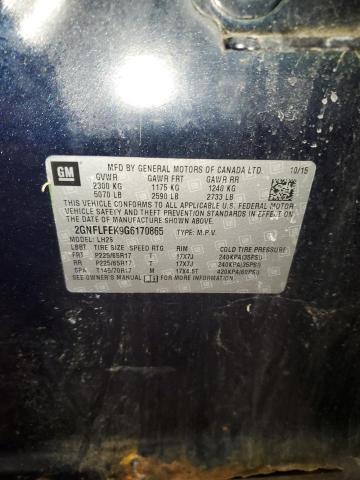 GM
MFD BY GENERAL MOTORS OF CANADA LTD. 10/15
GVWR GAWR FRT GAWR RR
2300 KG 1175 KG 1240 KG
5070 LB 2590 LB 2733 LB
THIS VEHICLE CONFORMS TO ALL APPLICABLE U.S. FEDERAL MOTOR
VEHICLE SAFETY AND THEFT PREVENTION STANDARDS IN EFFECT ON
THE DATE OF MANUFACTURE SHOWN ABOVE.
2GNFLFEK9G6170865 TYPE: M.P.V.
MODEL: LH26
TIRE SIZE SPEED RTG RIM COLD TIRE PRESSURE
FRT P225/65R17 T 17X7J 240KPA(35PSI)
RR P225/65R17 T 17X7J 240KPA(35PSI)
SPA T145/70R17 M 17X4.5T 420KPA(60PSI)
SEE OWNER'S MANUAL FOR ADDITIONAL INFORMATION